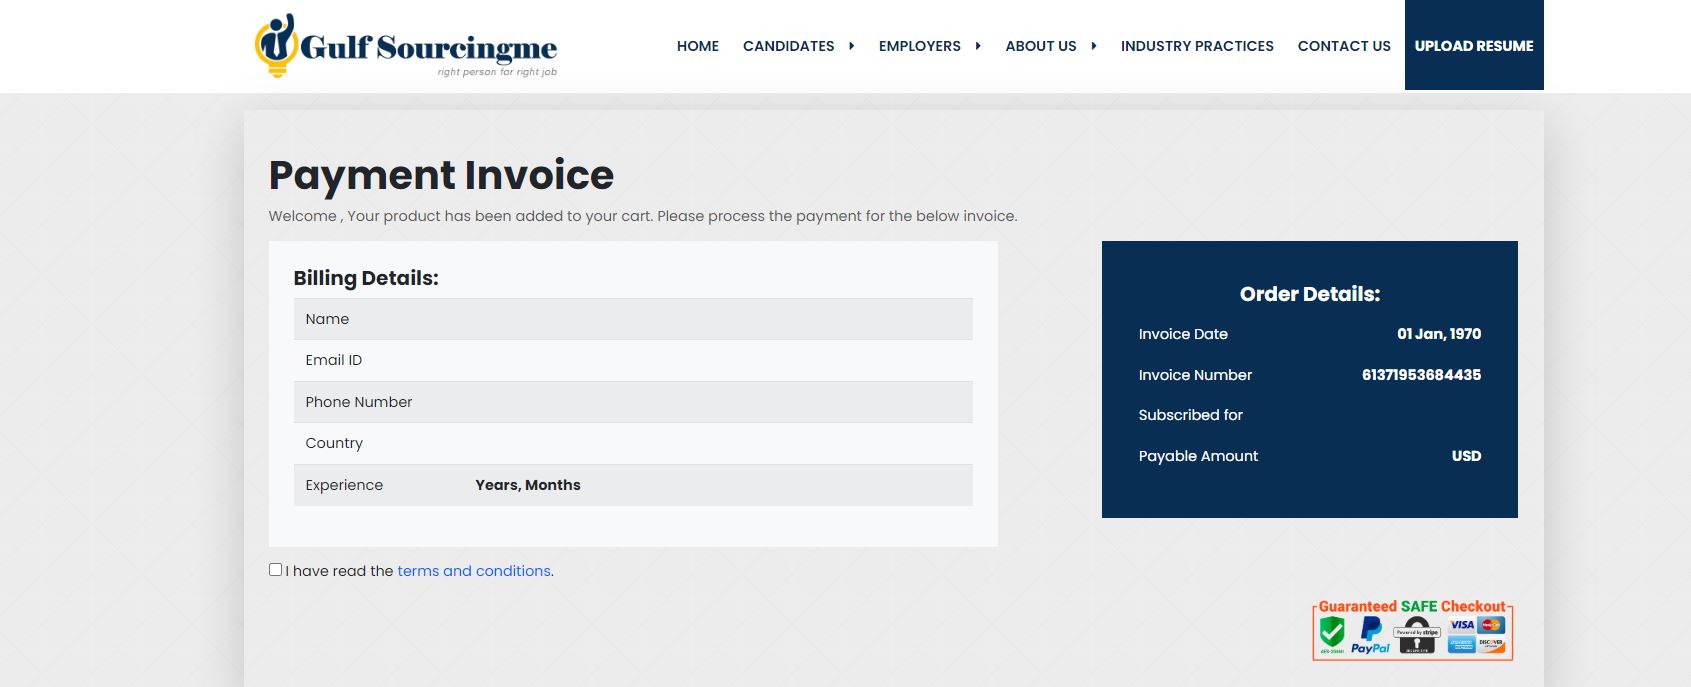 Gulf Sourcingme
right person for right job
HOME CANDIDATES EMPLOYERS ABOUT US INDUSTRY PRACTICES CONTACT US UPLOAD RESUME
Payment Invoice
Welcome , Your product has been added to your cart. Please process the payment for the below invoice.
Billing Details:
Name
Email ID
Phone Number
Country
Experience Years, Months
I have read the terms and conditions.
Order Details:
Invoice Date 01 Jan, 1970
Invoice Number 61371953684435
Subscribed for
Payable Amount USD
Guaranteed SAFE Checkout
PayPal
Powered by stripe
VISA
DISCOVER